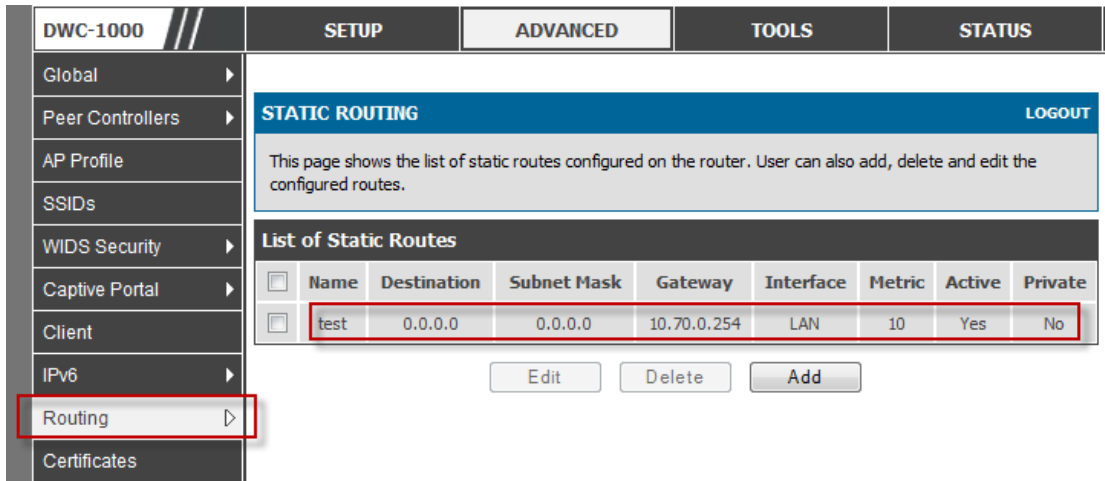 DWC-1000 SETUP ADVANCED TOOLS STATUS
Global
Peer Controllers
AP Profile
SSIDs
WIDS Security
Captive Portal
Client
IPv6
Routing
Certificates
STATIC ROUTING LOGOUT
This page shows the list of static routes configured on the router. User can also add, delete and edit the
configured routes.
List of Static Routes
Name Destination Subnet Mask Gateway Interface Metric Active Private
test 0.0.0.0 0.0.0.0 10.70.0.254 LAN 10 Yes No
Edit Delete Add